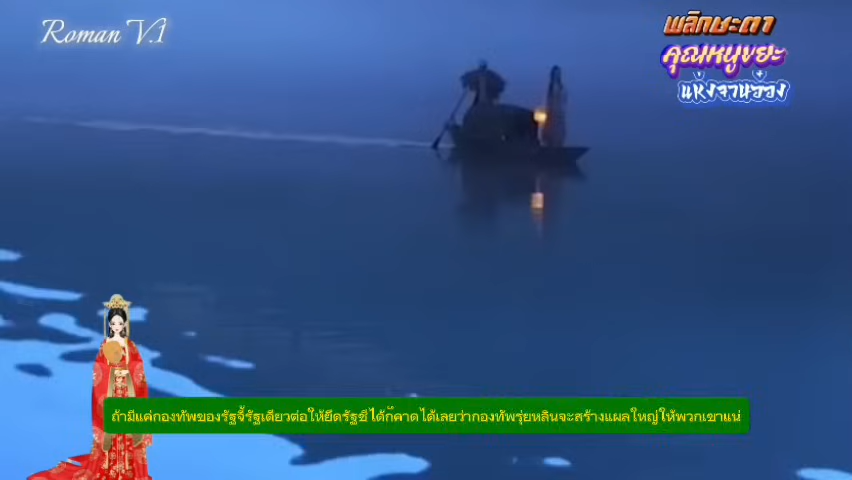 Roman V.1
พลิกชะตา
คุณหนูขยะ
แห่งจวนอ๋อง
ถ้ามีแค่กองทัพของรัฐจี้รัฐเดียวต่อให้ยึดรัฐซีได้ก็คาดได้เลยว่ากองทัพรุ่ยหลินจะสร้างแผลใหญ่ให้พวกเขาแน่